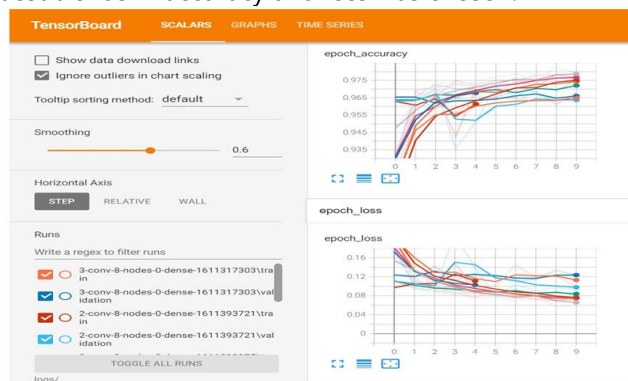 TensorBoard SCALARS GRAPHS TIME SERIES
Show data download links
Ignore outliers in chart scaling
Tooltip sorting method: default
Smoothing
0.6
Horizontal Axis
STEP RELATIVE WALL
Runs
Write a regex to filter runs
3-conv-8-nodes-0-dense-1611317303\tra
in
3-conv-8-nodes-0-dense-1611317303\val
idation
2-conv-8-nodes-0-dense-1611393721\tra
in
2-conv-8-nodes-0-dense-1611393721\val
idation
TOGGLE ALL RUNS
epoch_accuracy
0.975
0.965
0.955
0.945
0.935
0 1 2 3 4 5 6 7 8 9
epoch_loss
epoch_loss
0.16
0.12
0.08
0.04
0
0 1 2 3 4 5 6 7 8 9